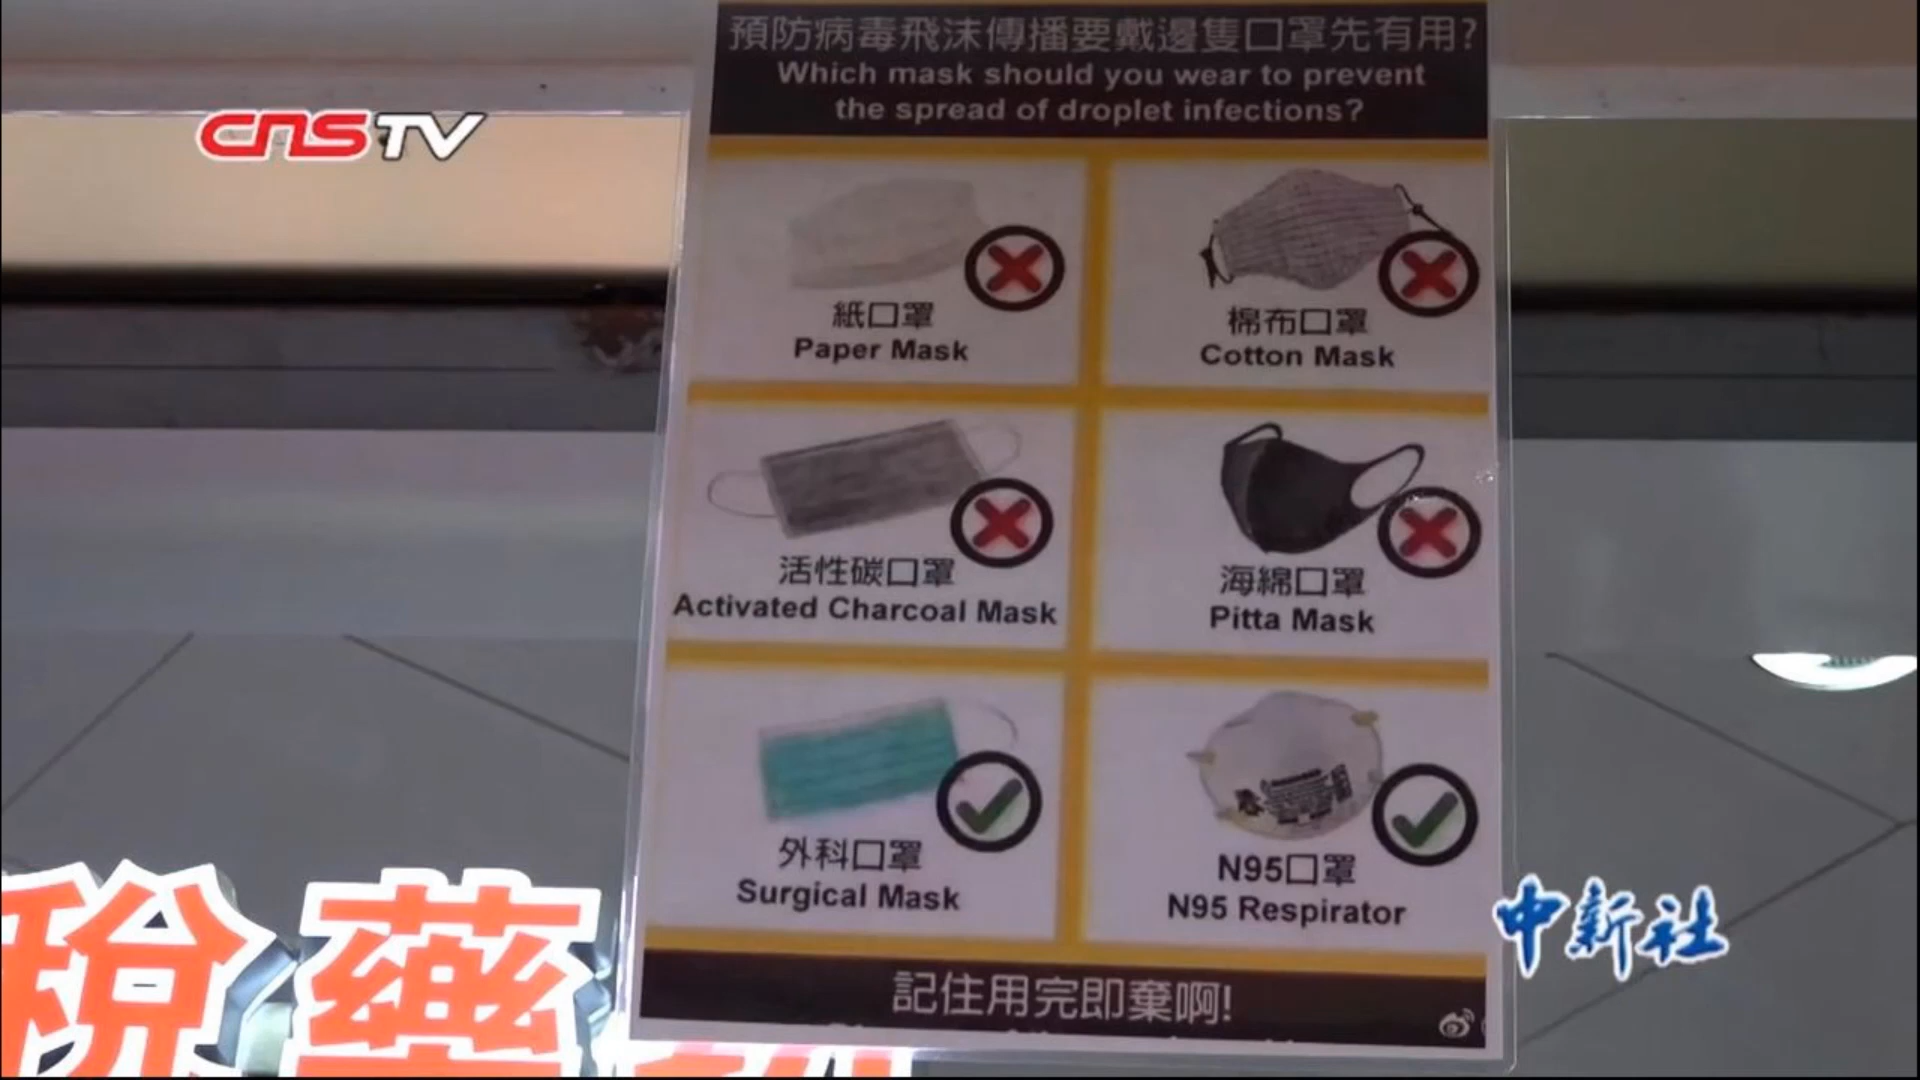 預防病毒飛沫傳播要戴邊隻口罩先有用?
Which mask should you wear to prevent
the spread of droplet infections?
CNSTV
紙口罩
Paper Mask
棉布口罩
Cotton Mask
活性碳口罩
Activated Charcoal Mask
海綿口罩
Pitta Mask
外科口罩
Surgical Mask
N95口罩
N95 Respirator
中新社
記住用完即棄啊!
稅藥